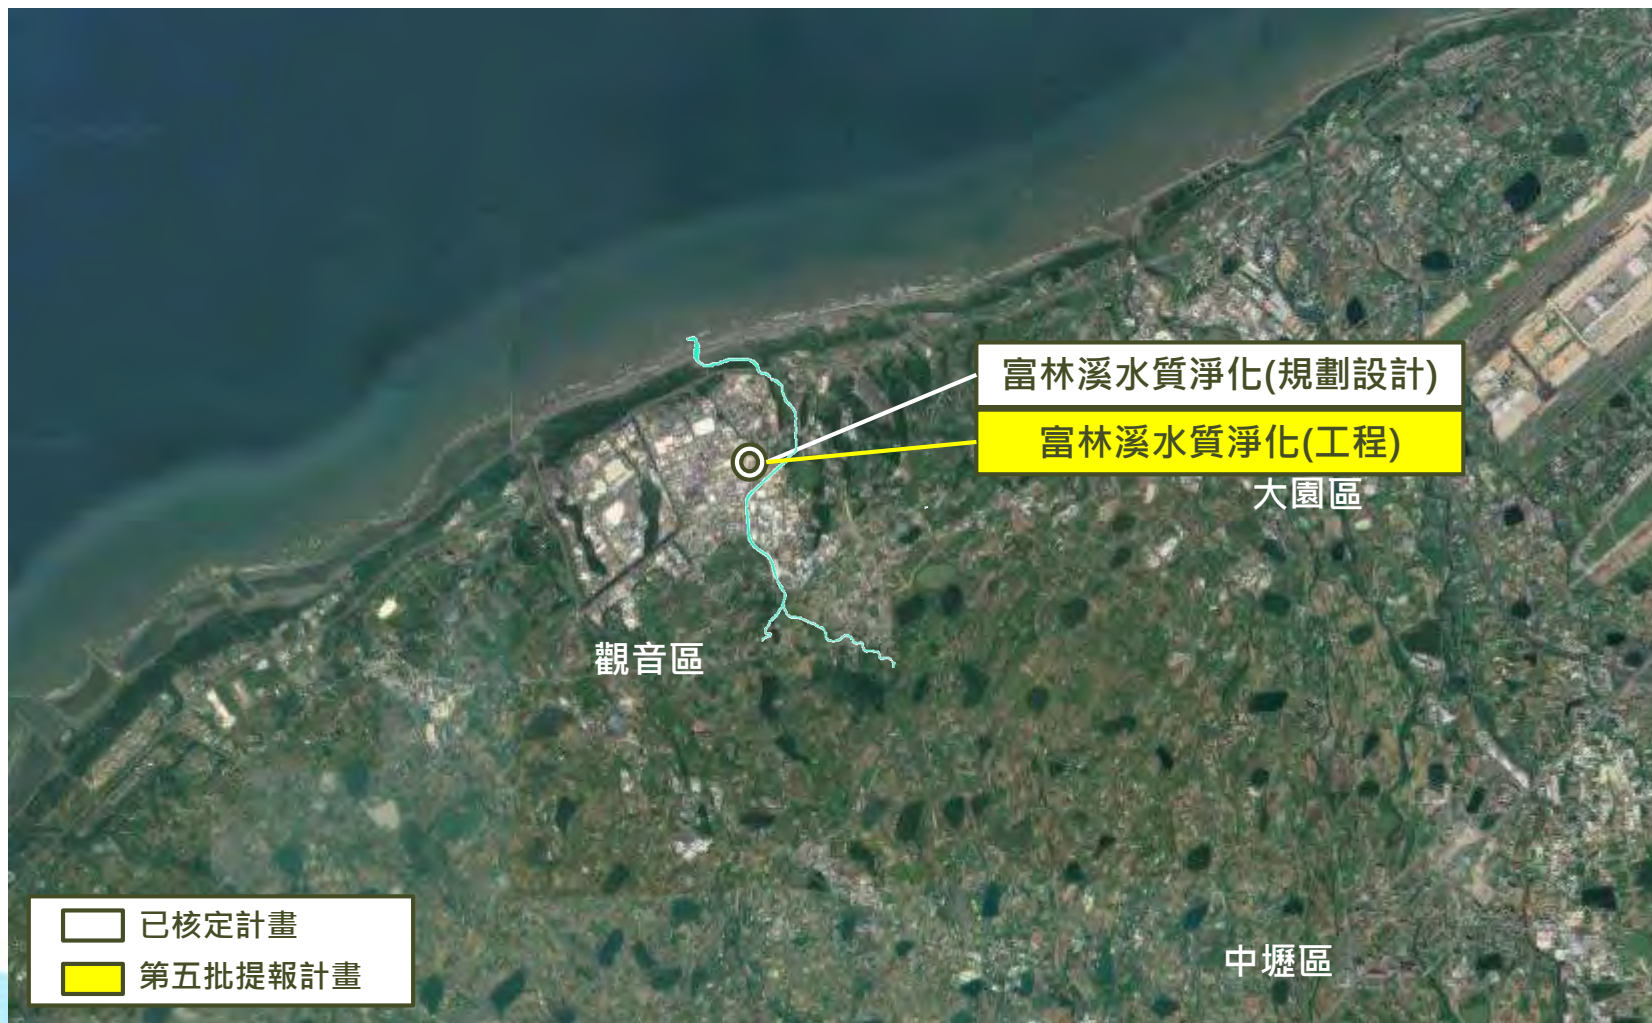 富林溪水質淨化(規劃設計)
富林溪水質淨化(工程)
大園區
觀音區
中壢區
已核定計畫
第五批提報計畫